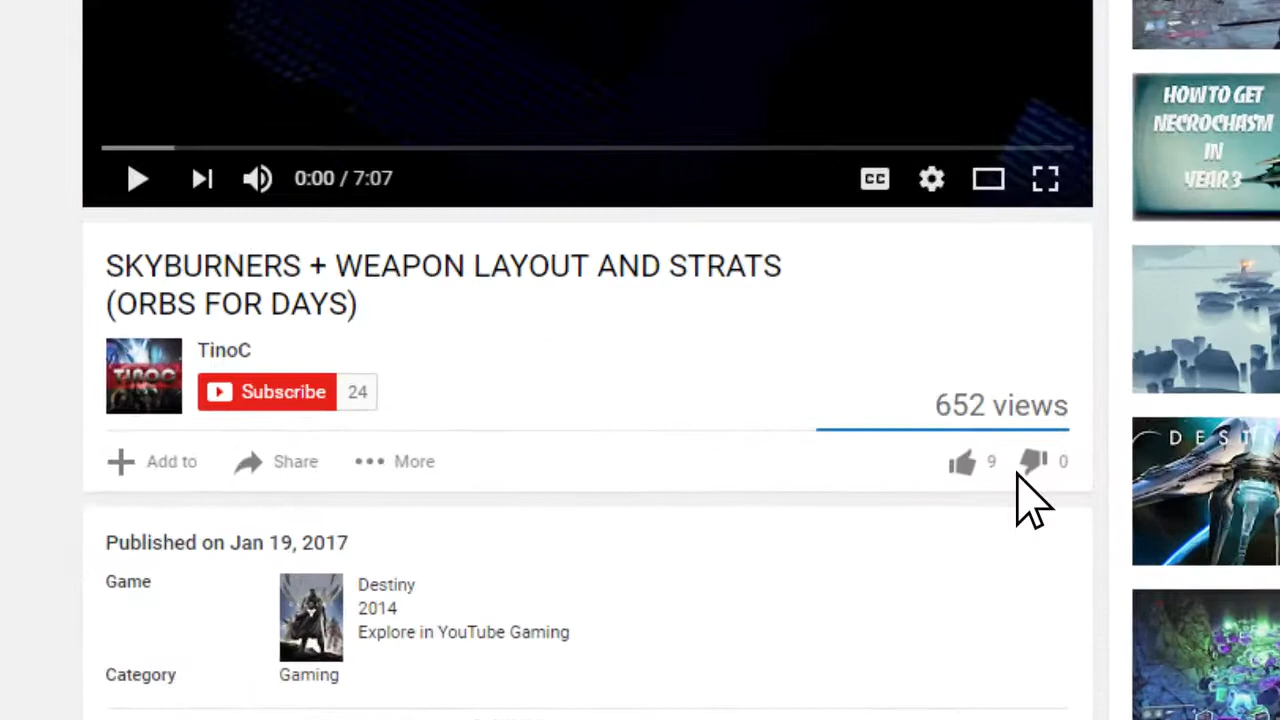 0:00 / 7:07
CC
SKYBURNERS + WEAPON LAYOUT AND STRATS
(ORBS FOR DAYS)
TINOC
TinoC
Subscribe 24
652 views
Add to Share More 9 0
Published on Jan 19, 2017
Game
Destiny
2014
Explore in YouTube Gaming
Category Gaming
HOW TO GET
NECROCHASM
IN
YEAR 3